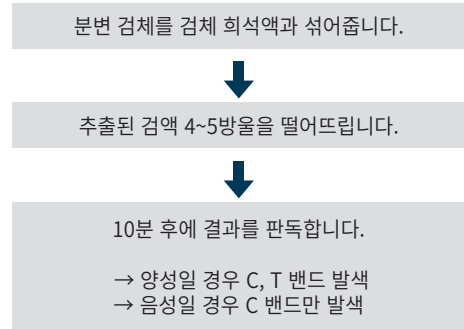 분변 검체를 검체 희석액과 섞어줍니다.
추출된 검액 4~5방울을 떨어뜨립니다.
10분 후에 결과를 판독합니다.
→ 양성일 경우 C, T 밴드 발색
→ 음성일 경우 C 밴드만 발색